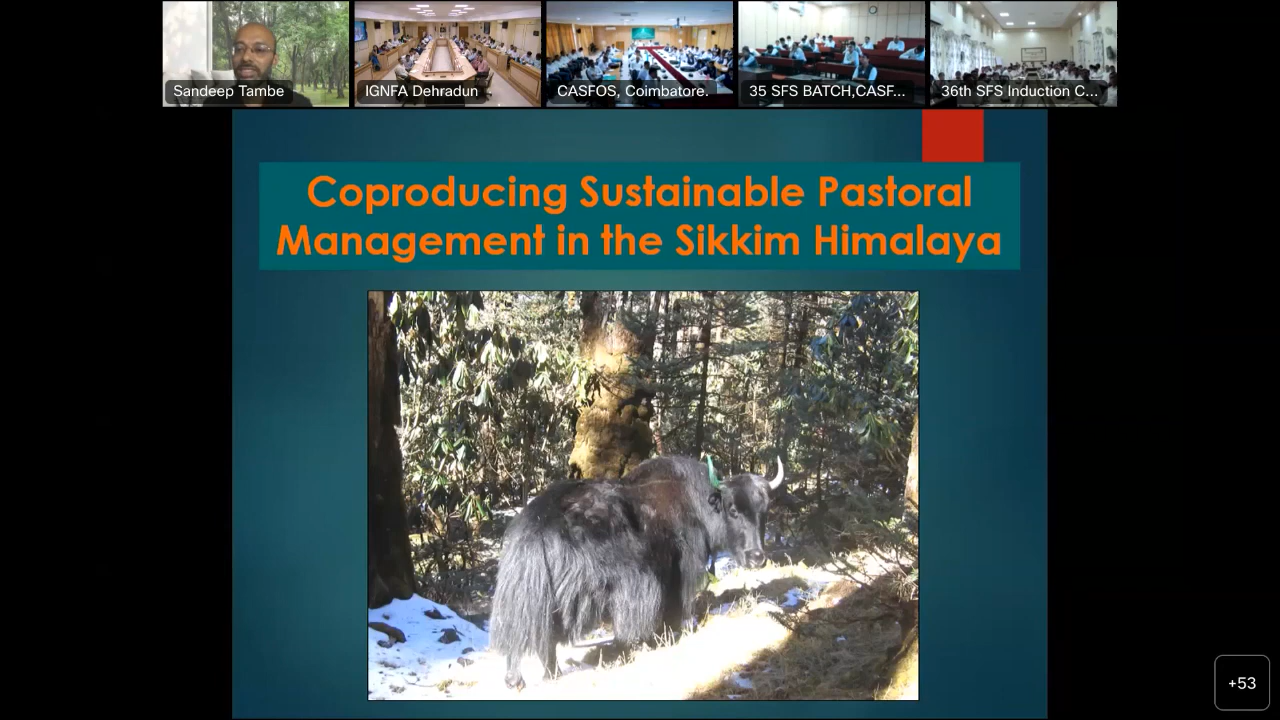 Sandeep Tambe
IGNFA Dehradun
CASFOS, Coimbatore.
35 SFS BATCH,CASF...
36th SFS Induction C...
Coproducing Sustainable Pastoral
Management in the Sikkim Himalaya
+53